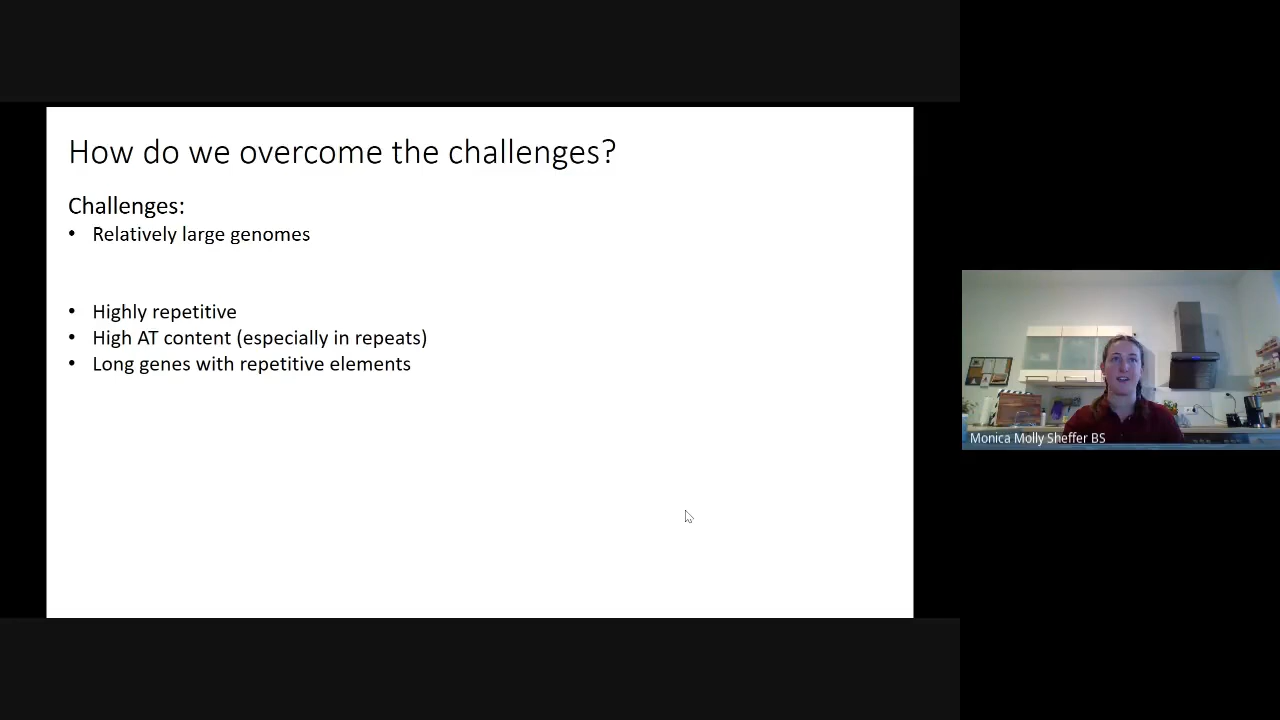 How do we overcome the challenges?
Challenges:
• Relatively large genomes
• Highly repetitive
• High AT content (especially in repeats)
• Long genes with repetitive elements
Monica Molly Sheffer BS